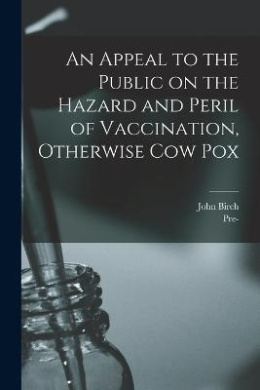 An Appeal to the
Public on the
Hazard and Peril
of Vaccination,
Otherwise Cow Pox
John Birch
Pre-